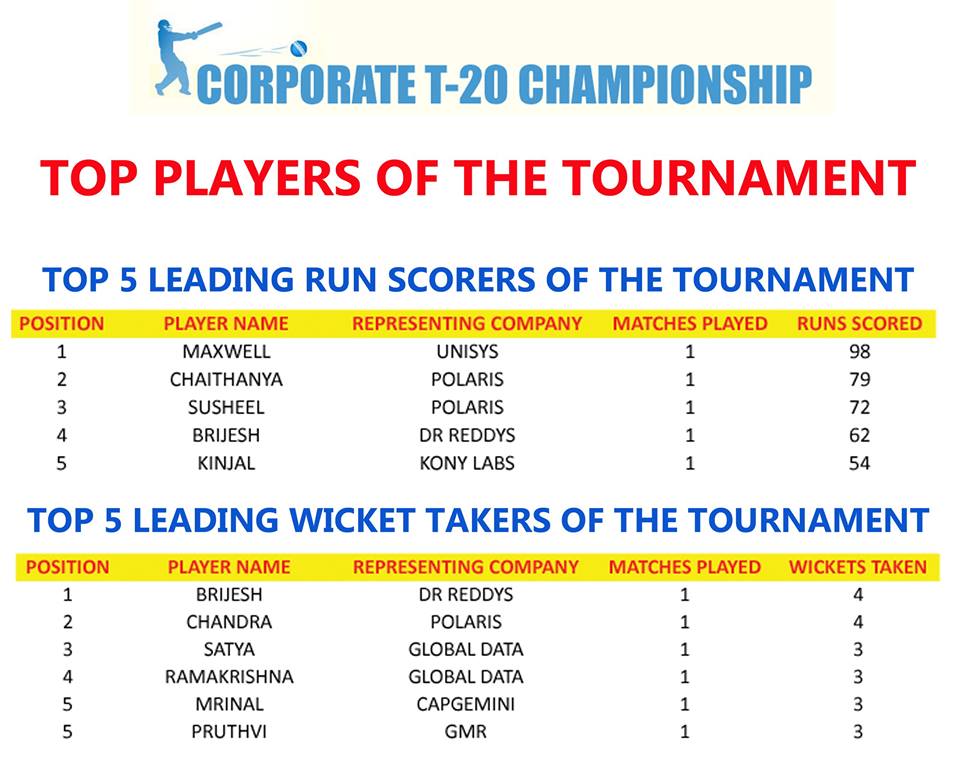 CORPORATE T-20 CHAMPIONSHIP
TOP PLAYERS OF THE TOURNAMENT
TOP 5 LEADING RUN SCORERS OF THE TOURNAMENT
POSITION PLAYER NAME REPRESENTING COMPANY MATCHES PLAYED RUNS SCORED
1 MAXWELL UNISYS 1 98
2 CHAITHANYA POLARIS 1 79
3 SUSHEEL POLARIS 1 72
4 BRIJESH DR REDDYS 1 62
5 KINJAL KONY LABS 1 54
TOP 5 LEADING WICKET TAKERS OF THE TOURNAMENT
POSITION PLAYER NAME REPRESENTING COMPANY MATCHES PLAYED WICKETS TAKEN
1 BRIJESH DR REDDYS 1 4
2 CHANDRA POLARIS 1 4
3 SATYA GLOBAL DATA 1 3
4 RAMAKRISHNA GLOBAL DATA 1 3
5 MRINAL CAPGEMINI 1 3
5 PRUTHVI GMR 1 3